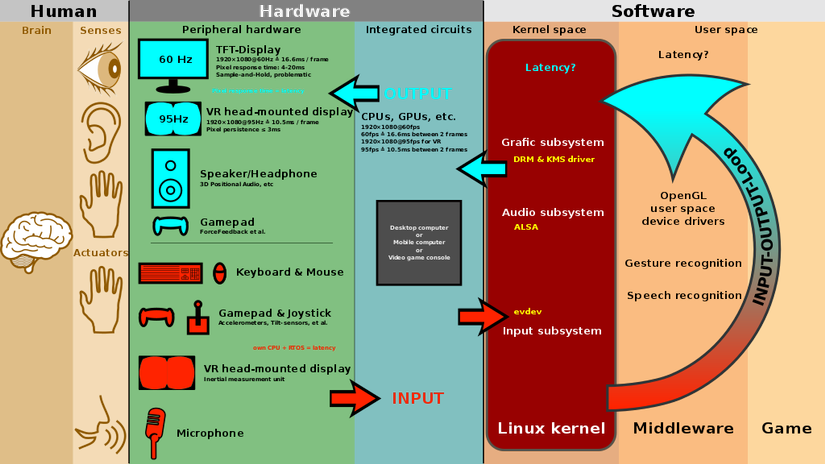 Human
Hardware
Software
Brain
Senses
Peripheral hardware
Integrated circuits
Kernel space
User space
60 Hz
TFT-Display
1920×1080@60Hz ≙ 16.6ms / frame
Pixel response time: 4-20ms
Sample-and-Hold, problematic
95Hz
VR head-mounted display
1920×1080@95Hz ≙ 10.5ms / frame
Pixel persistence ≤ 3ms
Speaker/Headphone
3D Positional Audio, etc
Gamepad
ForceFeedback et al.
Actuators
Keyboard & Mouse
Gamepad & Joystick
Accelerometers, Tilt-sensors, et al.
own CPU + RTOS = latency
VR head-mounted display
Inertial measurement unit
Microphone
OUTPUT
CPUs, GPUs, etc.
1920×1080@60fps
60fps ≙ 16.6ms between 2 frames
1920×1080@95fps for VR
95fps ≙ 10.5ms between 2 frames
Desktop computer
or
Mobile computer
or
Video game console
INPUT
Latency?
Grafic subsystem
DRM & KMS driver
Audio subsystem
ALSA
evdev
Input subsystem
Linux kernel
Latency?
OpenGL
user space
device drivers
Gesture recognition
Speech recognition
INPUT-OUTPUT-Loop
Middleware
Game